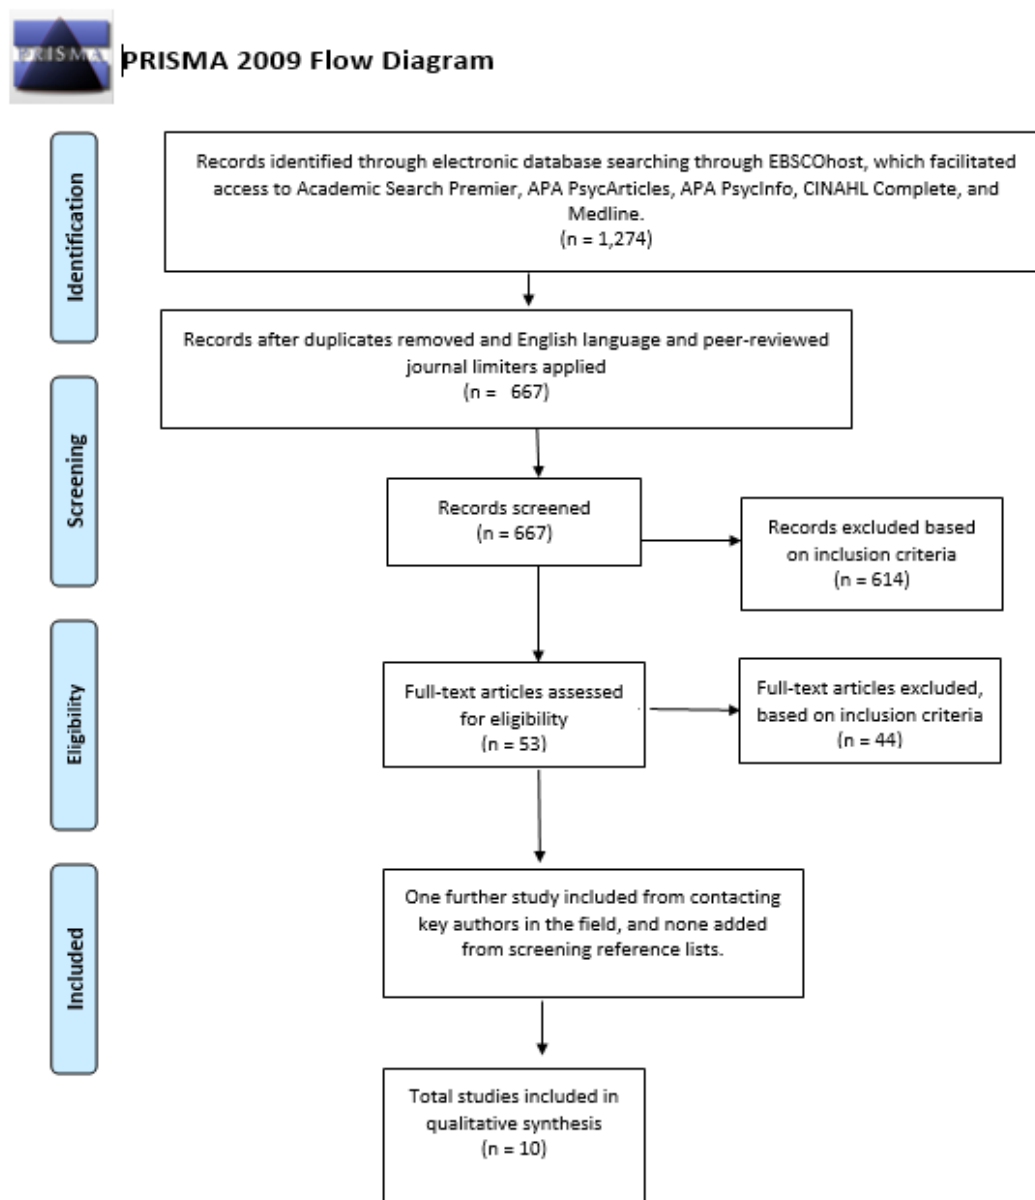 PRISMA
PRISMA 2009 Flow Diagram
Identification
Records identified through electronic database searching through EBSCOhost, which facilitated
access to Academic Search Premier, APA PsycArticles, APA PsycInfo, CINAHL Complete, and
Medline.
(n = 1,274)
Records after duplicates removed and English language and peer-reviewed
journal limiters applied
(n = 667)
Screening
Records screened
(n = 667)
Records excluded based
on inclusion criteria
(n = 614)
Eligibility
Full-text articles assessed
for eligibility
(n = 53)
Full-text articles excluded,
based on inclusion criteria
(n = 44)
Included
One further study included from contacting
key authors in the field, and none added
from screening reference lists.
Total studies included in
qualitative synthesis
(n = 10)